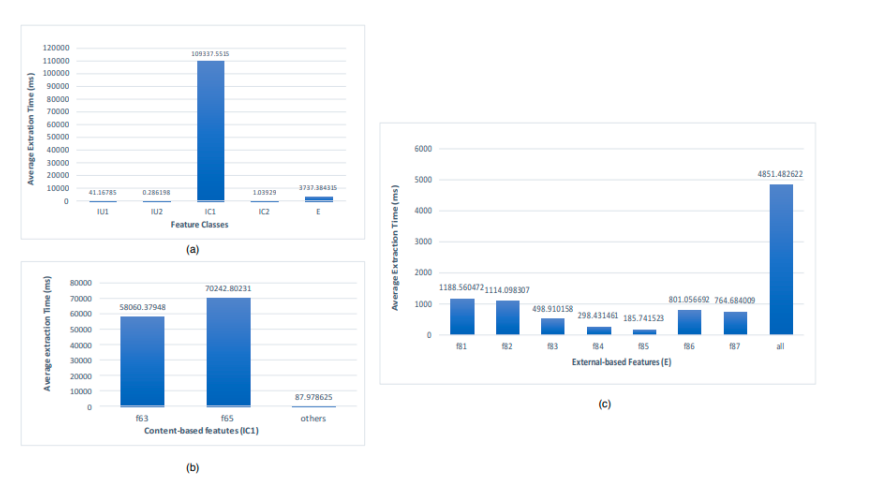 120000
110000
100000
90000
80000
70000
60000
50000
40000
30000
20000
10000
0
Average Extration Time (ms)
109337.5515
41.16785 0.286198 1.03929 3737.384315
IU1 IU2 IC1 IC2 E
Feature Classes
(a)
80000
70000
60000
50000
40000
30000
20000
10000
0
Average extraction Time (ms)
58060.37948 70242.80231 87.978625
f63 f65 others
Content-based featutes (IC1)
(b)
6000
5000
4000
3000
2000
1000
0
Average Extraction Time (ms)
1188.560472 1114.098307 498.910158 298.431461 185.741523 801.056692 764.684009 4851.482622
f81 f82 f83 f84 f85 f86 f87 all
External-based Features (E)
(c)